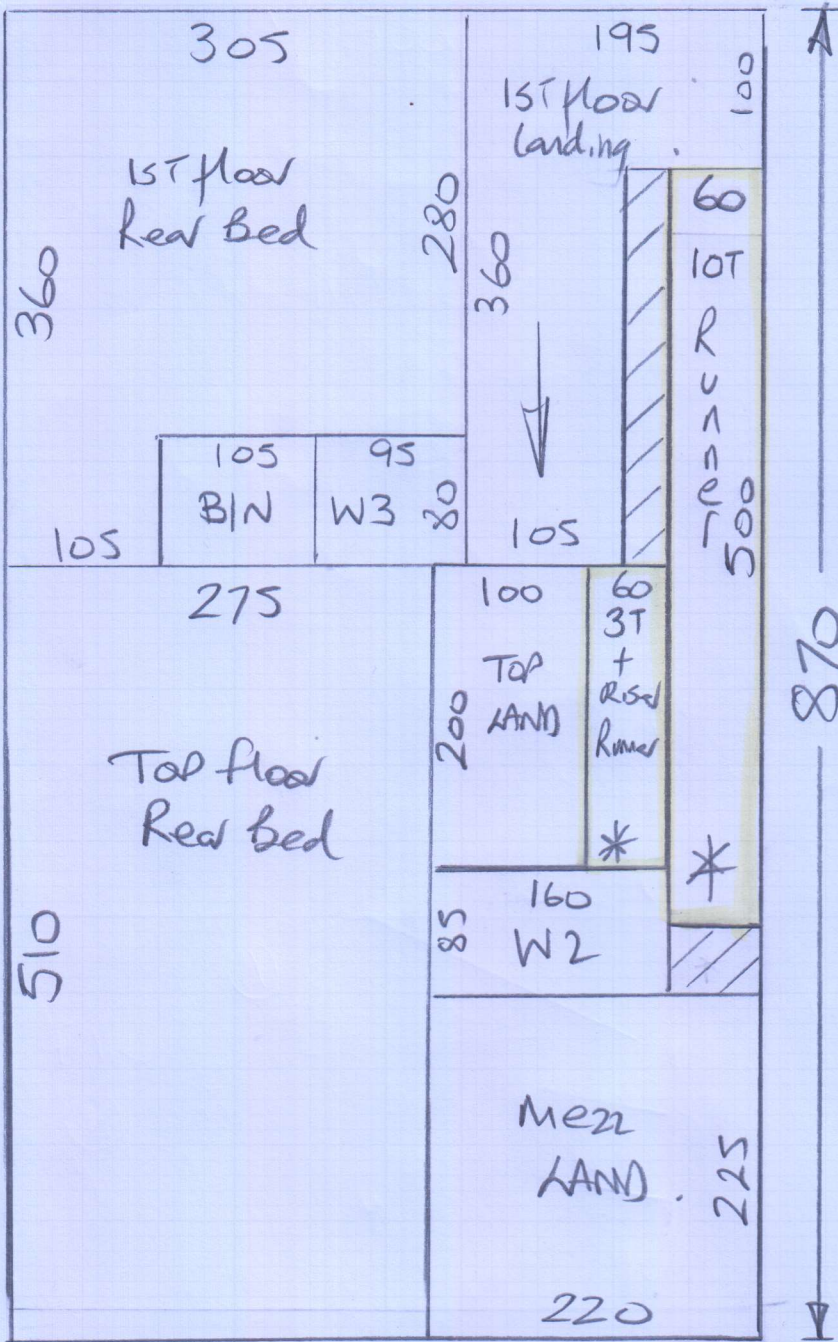 305
1ST floor
Rear Bed
360
280
105
B/N
95
W3
80
105
195
1ST floor
Landing
100
360
105
60
10T
Runner
500
870
275
Top floor
Rear Bed
510
100
TOP
LAND
200
60
3T
+
Riser
Runner
*
*
160
W2
85
Mezz
LAND
225
220